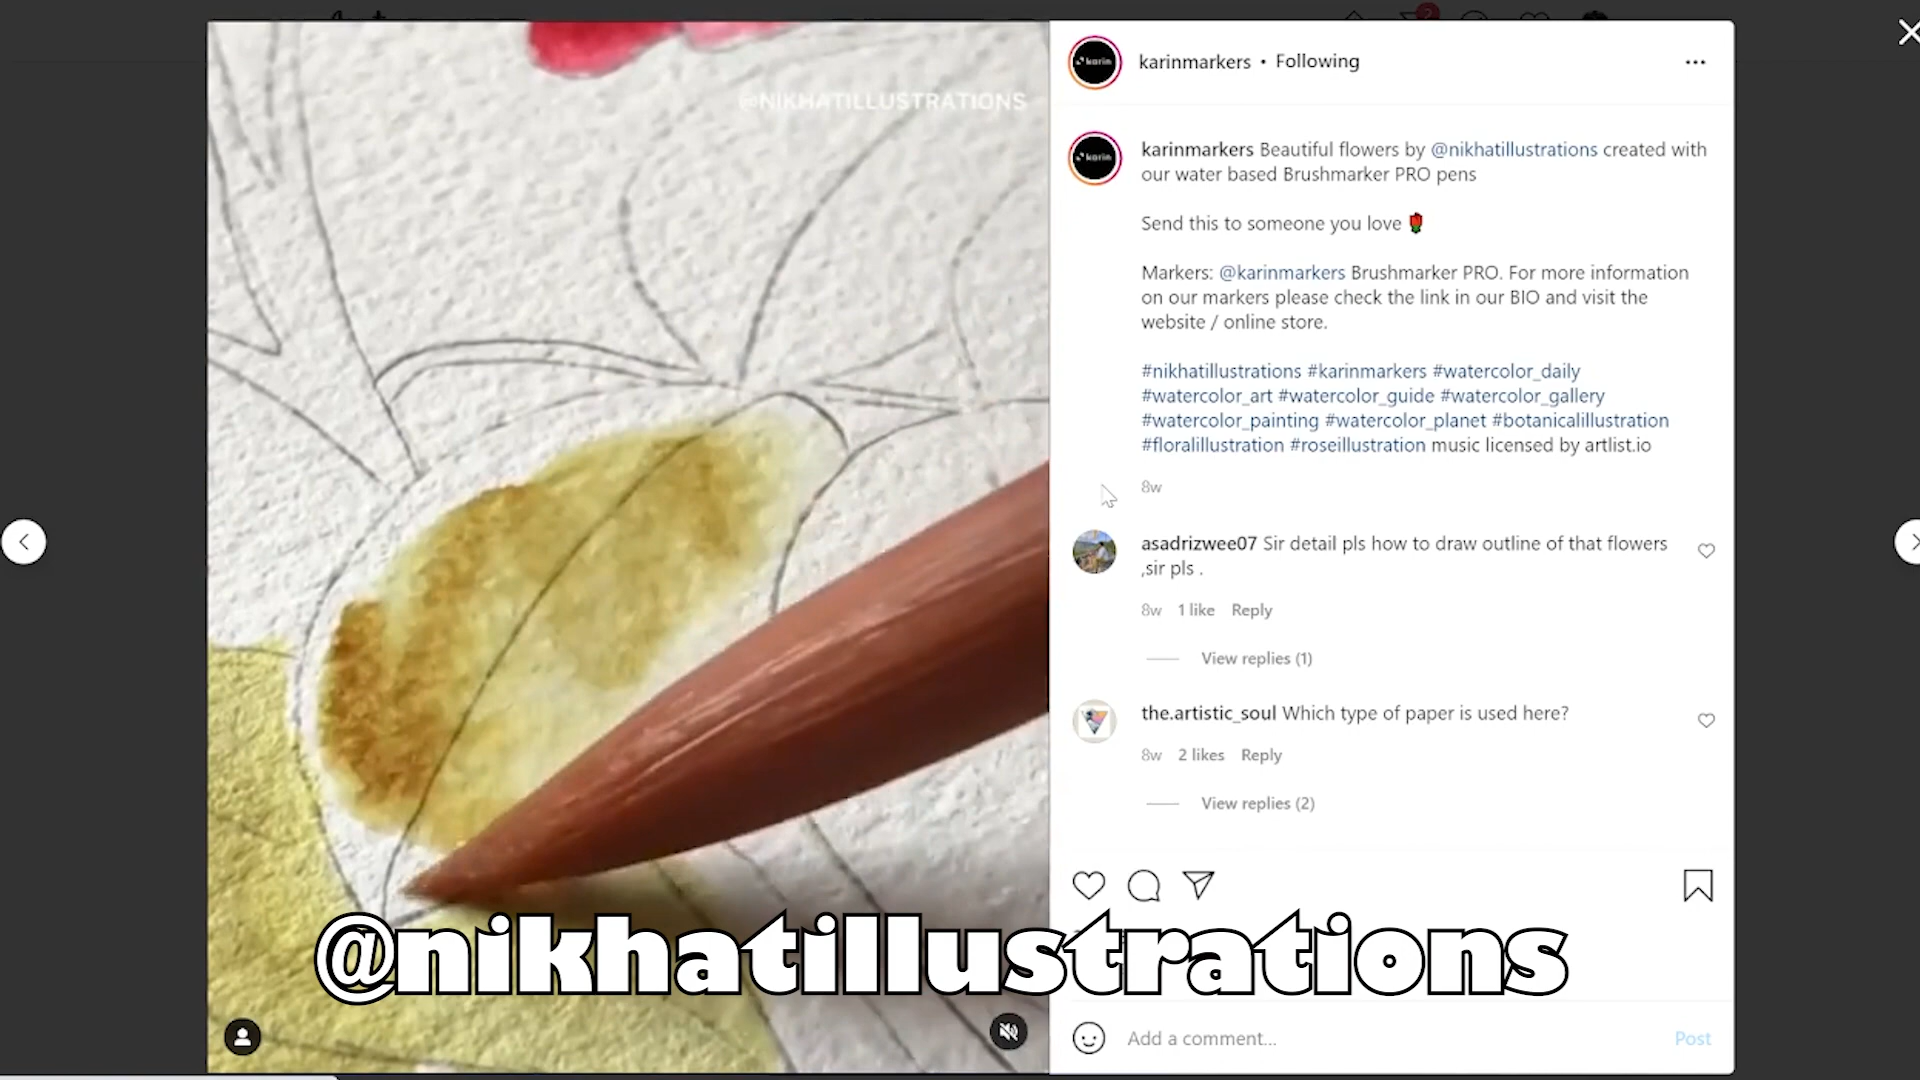 @NIKHATILLUSTRATIONS
karin
karinmarkers • Following
karin
karinmarkers Beautiful flowers by @nikhatillustrations created with
our water based Brushmarker PRO pens
Send this to someone you love 🌹
Markers: @karinmarkers Brushmarker PRO. For more information
on our markers please check the link in our BIO and visit the
website / online store.
#nikhatillustrations #karinmarkers #watercolor_daily
#watercolor_art #watercolor_guide #watercolor_gallery
#watercolor_painting #watercolor_planet #botanicalillustration
#floralillustration #roseillustration music licensed by artlist.io
8w
asadrizwee07 Sir detail pls how to draw outline of that flowers
,sir pls .
8w 1 like Reply
View replies (1)
the.artistic_soul Which type of paper is used here?
8w 2 likes Reply
View replies (2)
@nikhatillustrations
Add a comment... Post